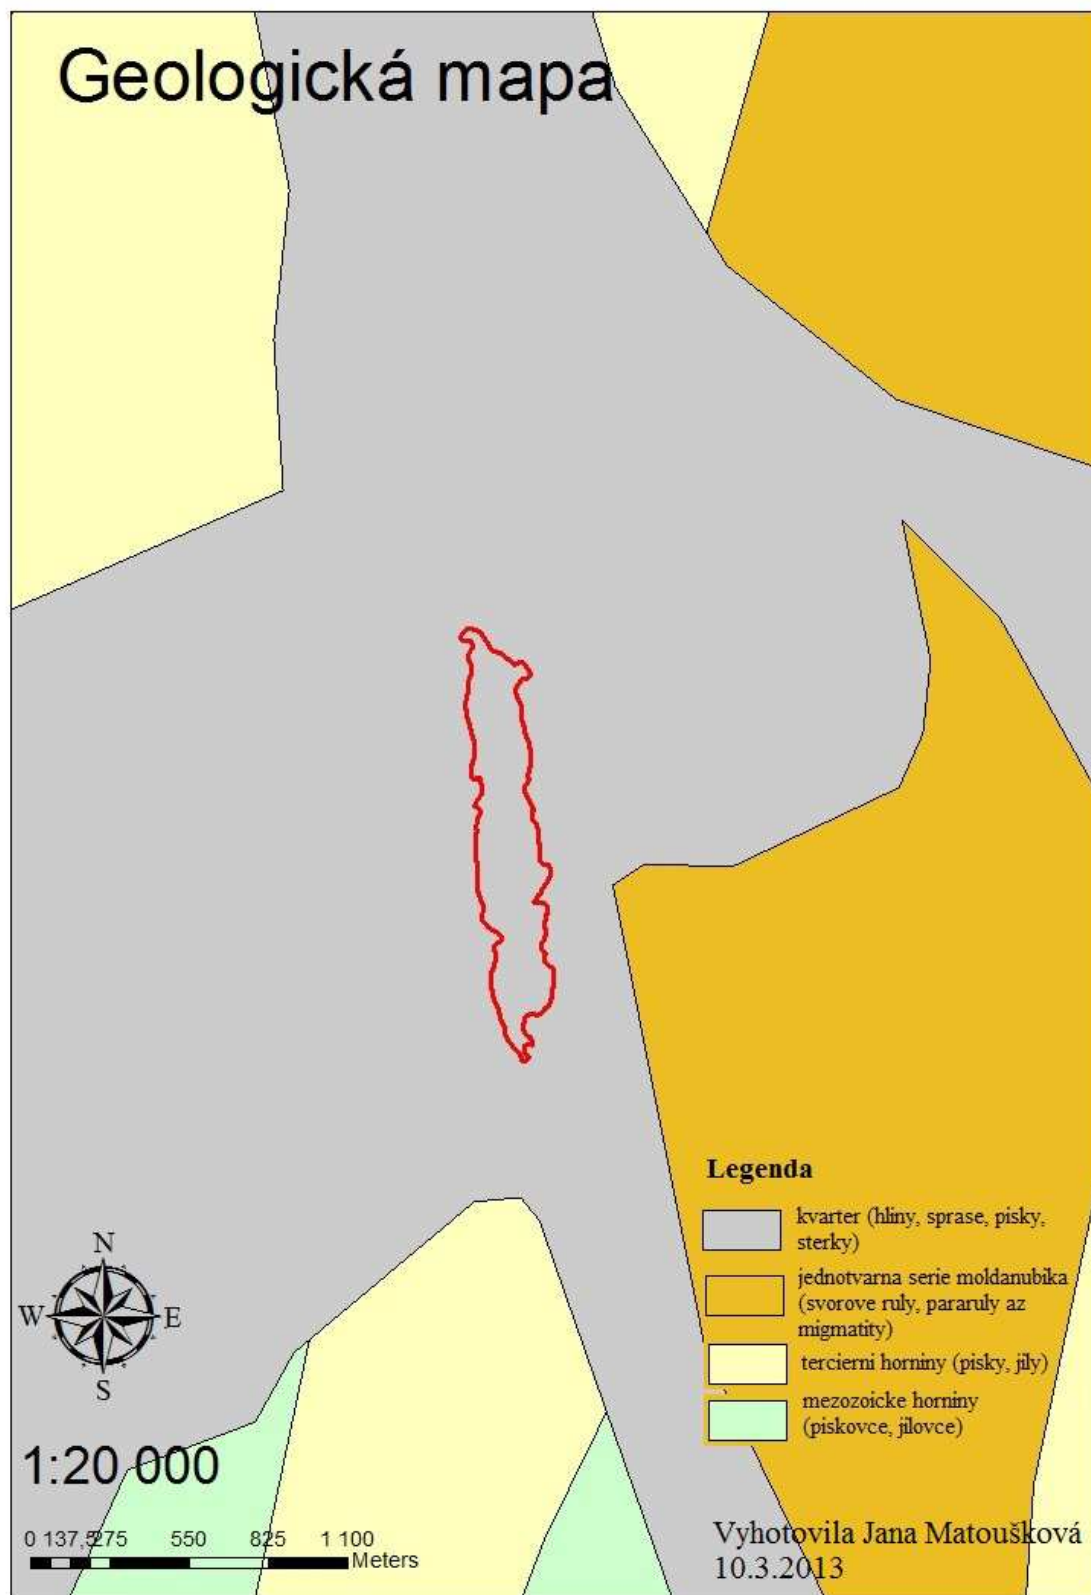 Geologická mapa
Legenda
kvarter (hliny, sprase, pisky,
sterky)
jednotvarna serie moldanubika
(svorove ruly, pararuly az
migmatity)
tercierni horniny (pisky, jily)
mezozoicke horniny
(piskovce, jilovce)
N
W E
S
1:20 000
0 137,5 275 550 825 1 100
Meters
Vyhotovila Jana Matoušková
10.3.2013